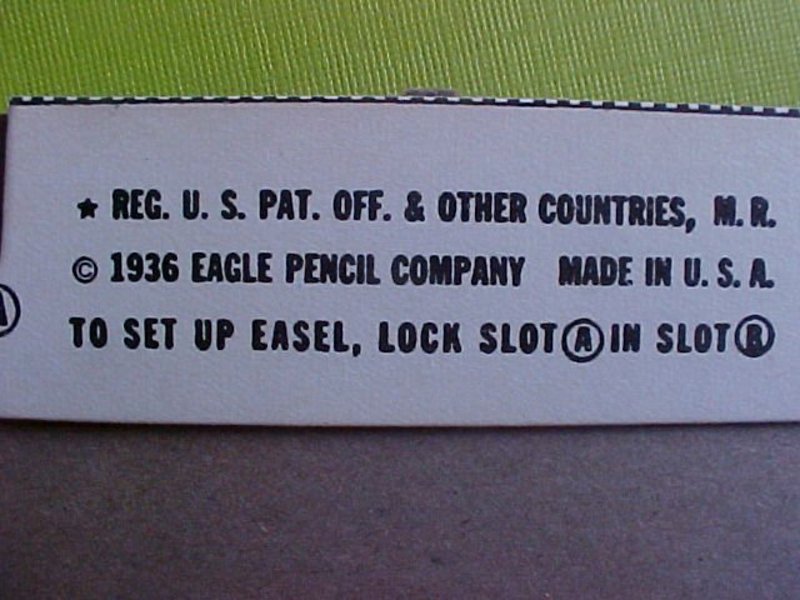 ★ REG. U. S. PAT. OFF. & OTHER COUNTRIES, M. R.
© 1936 EAGLE PENCIL COMPANY MADE IN U. S. A.
TO SET UP EASEL, LOCK SLOT Ⓐ IN SLOT Ⓑ